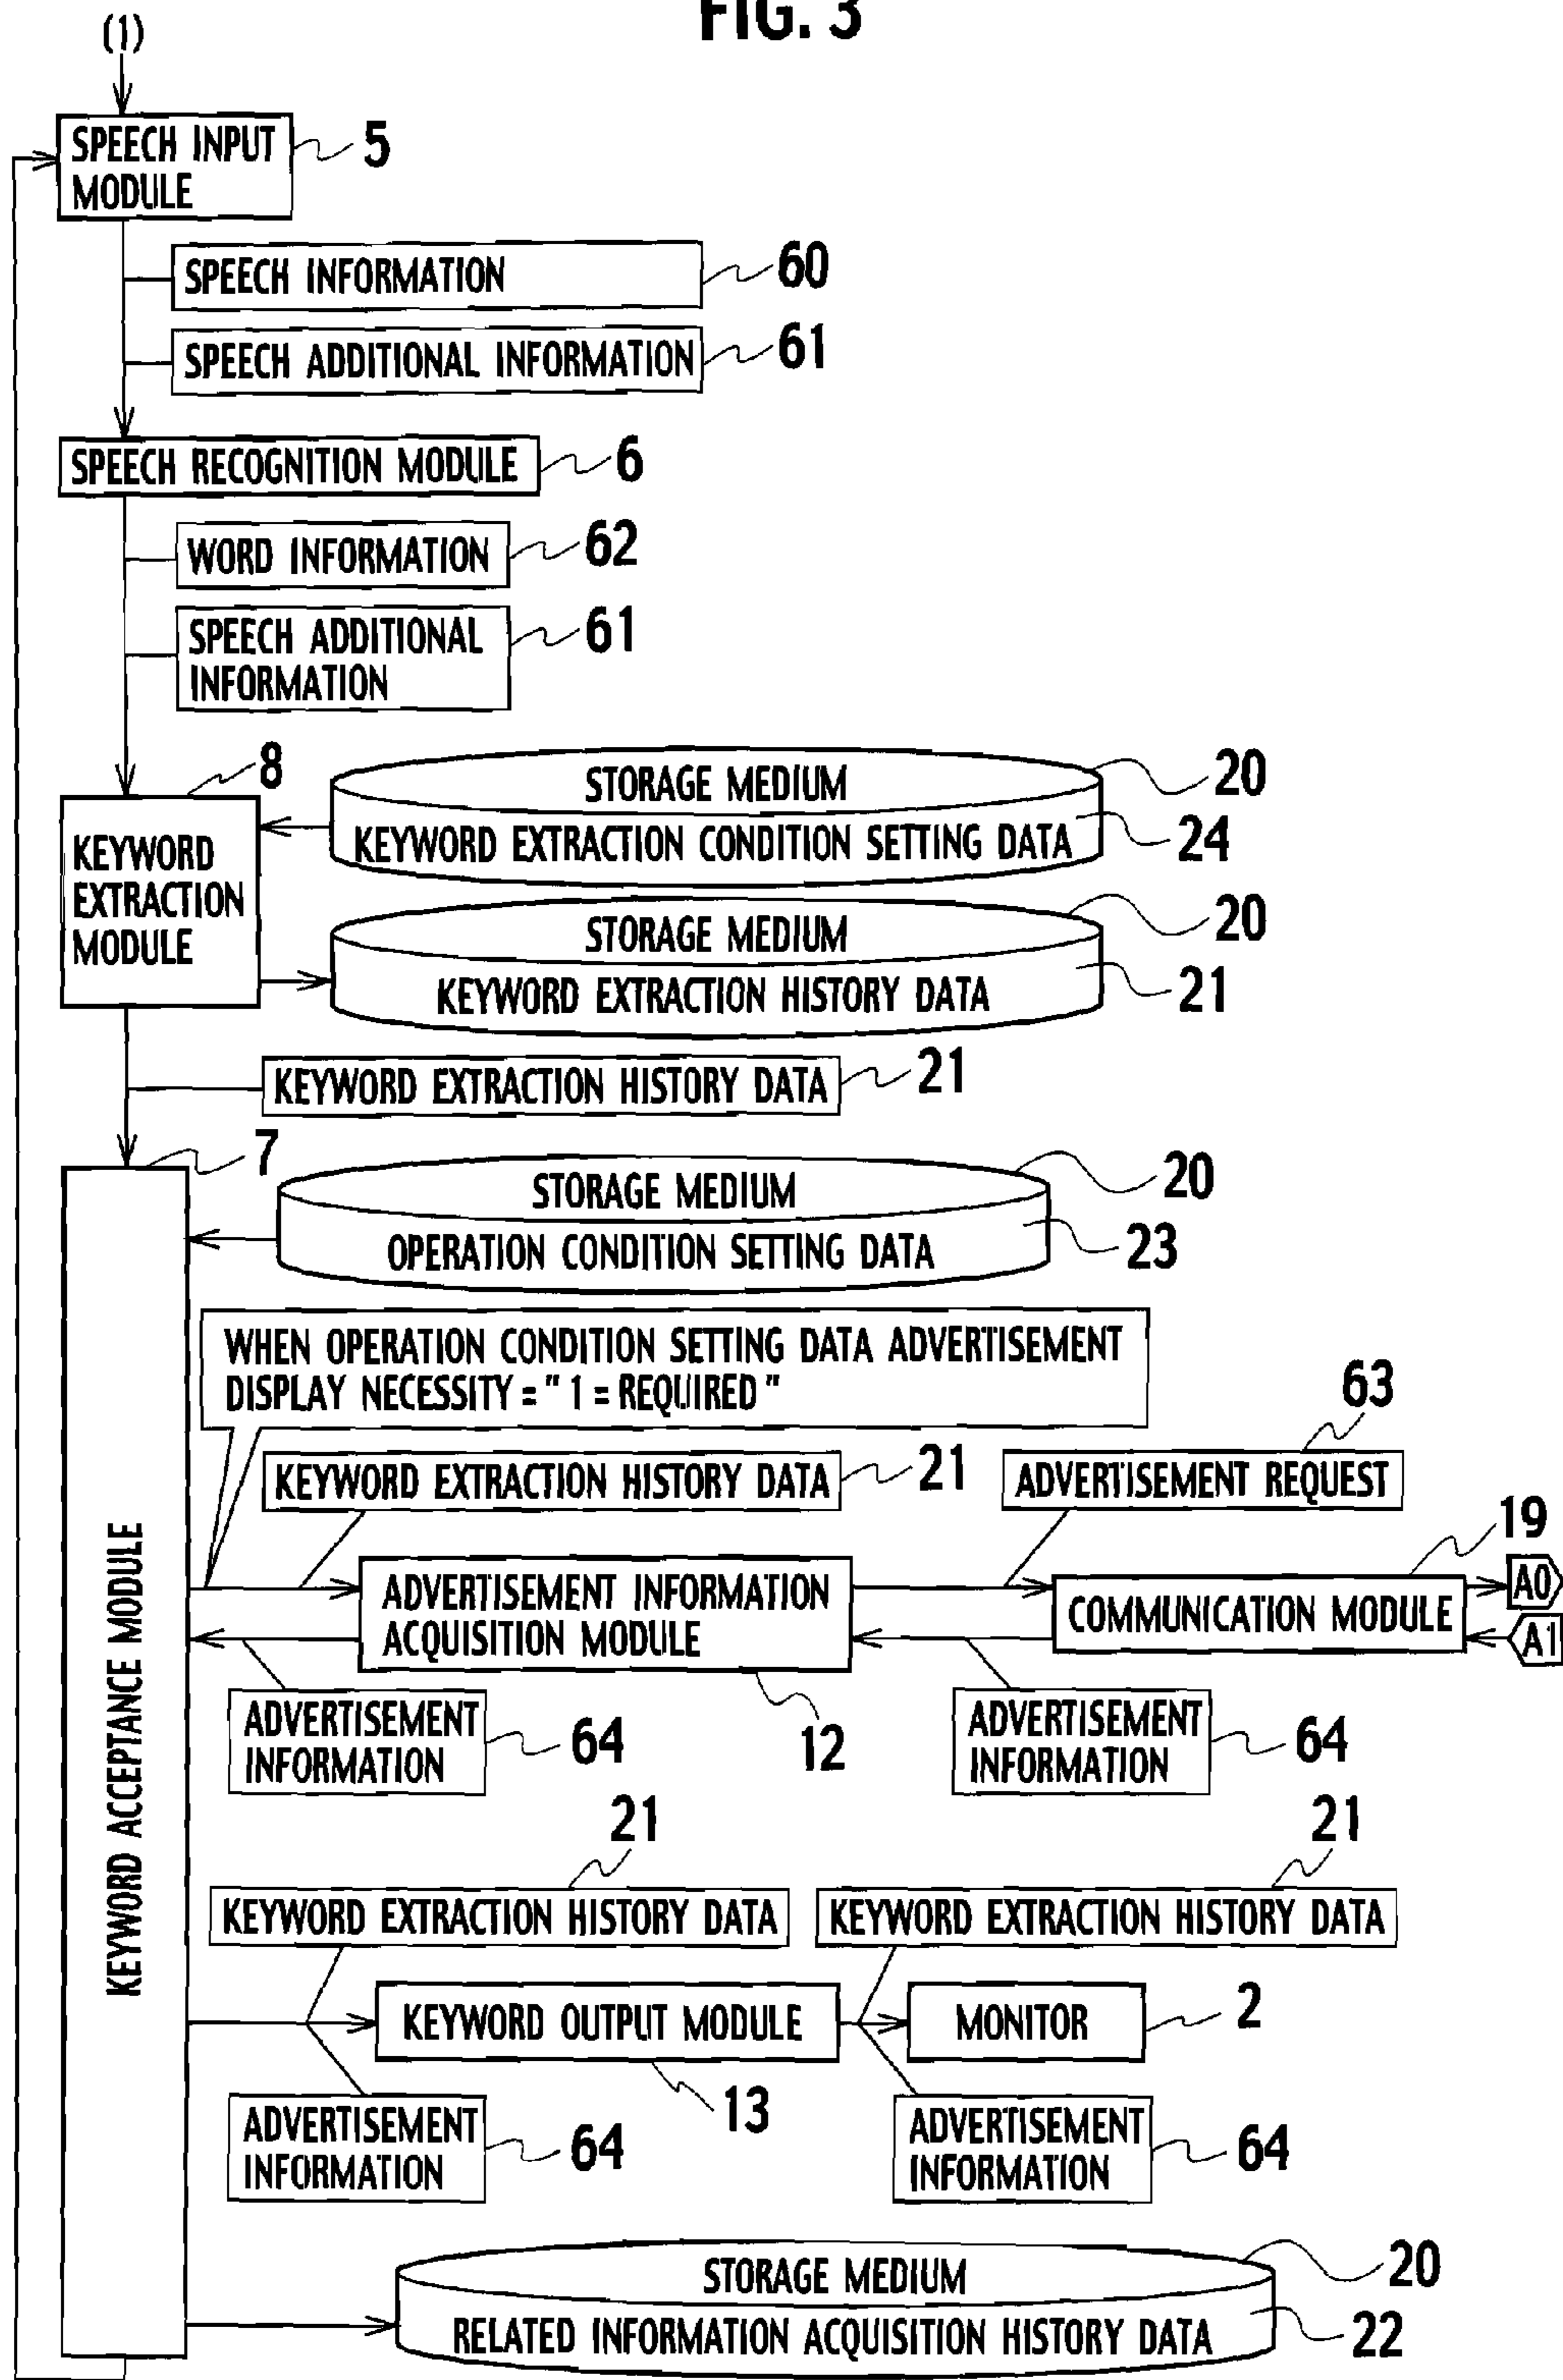 FIG. 3
(1)
SPEECH INPUT
MODULE
5
SPEECH INFORMATION
60
SPEECH ADDITIONAL INFORMATION
61
SPEECH RECOGNITION MODULE
6
WORD INFORMATION
62
SPEECH ADDITIONAL
INFORMATION
61
8
KEYWORD
EXTRACTION
MODULE
STORAGE MEDIUM
20
KEYWORD EXTRACTION CONDITION SETTING DATA
24
STORAGE MEDIUM
20
KEYWORD EXTRACTION HISTORY DATA
21
KEYWORD EXTRACTION HISTORY DATA
21
7
KEYWORD ACCEPTANCE MODULE
STORAGE MEDIUM
20
OPERATION CONDITION SETTING DATA
23
WHEN OPERATION CONDITION SETTING DATA ADVERTISEMENT
DISPLAY NECESSITY = " 1 = REQUIRED "
KEYWORD EXTRACTION HISTORY DATA
21
63
ADVERTISEMENT REQUEST
ADVERTISEMENT INFORMATION
ACQUISITION MODULE
12
19
COMMUNICATION MODULE
A0
A1
ADVERTISEMENT
INFORMATION
64
ADVERTISEMENT
INFORMATION
64
21
KEYWORD EXTRACTION HISTORY DATA
21
KEYWORD EXTRACTION HISTORY DATA
KEYWORD OUTPUT MODULE
13
MONITOR
2
ADVERTISEMENT
INFORMATION
64
ADVERTISEMENT
INFORMATION
64
STORAGE MEDIUM
20
RELATED INFORMATION ACQUISITION HISTORY DATA
22